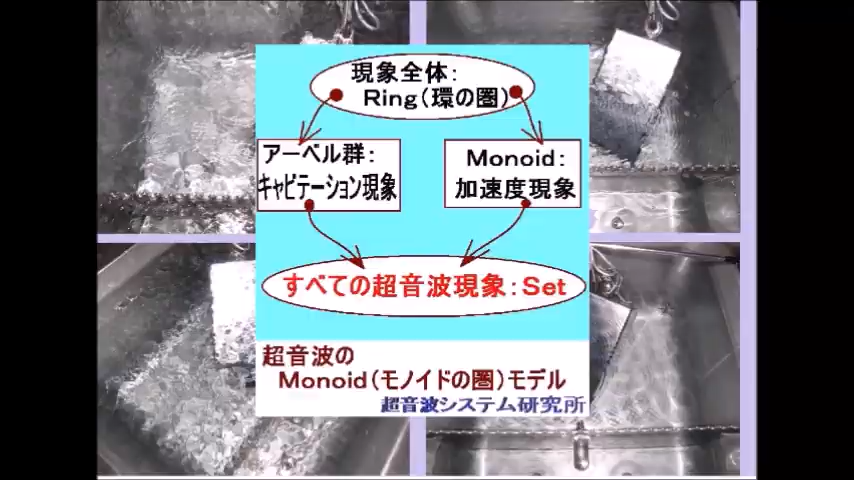 現象全体：
Ring（環の圏）
アーベル群：
キャビテーション現象
Monoid：
加速度現象
すべての超音波現象：Set
超音波の
Monoid（モノイドの圏）モデル
超音波システム研究所